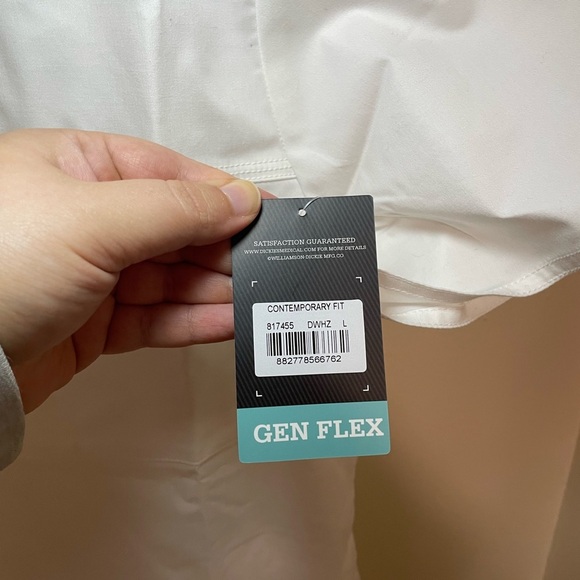 SATISFACTION GUARANTEED
WWW.DICKIESMEDICAL.COM FOR MORE DETAILS
©WILLIAMSON-DICKIE MFG.CO
CONTEMPORARY FIT
817455 DWHZ L
882778566762
GEN FLEX